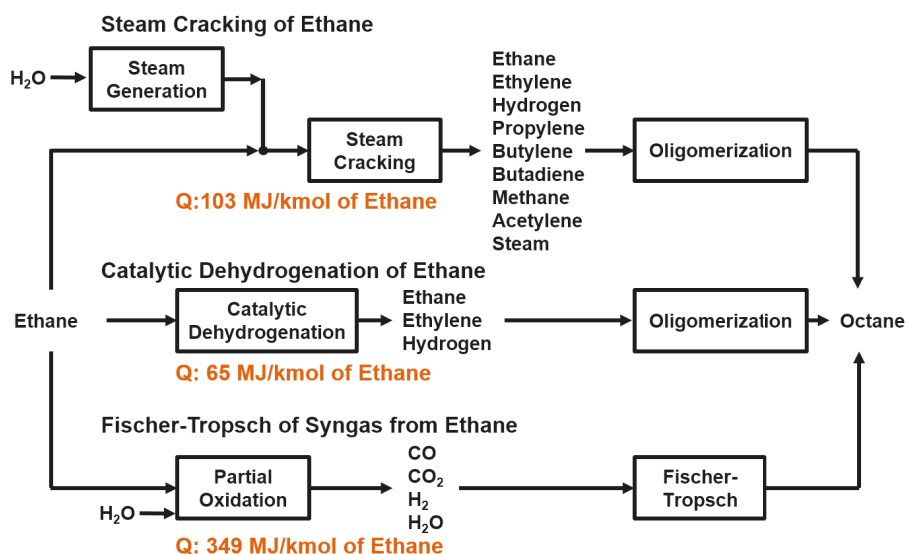 Steam Cracking of Ethane
H₂O
Steam
Generation
Steam
Cracking
Q:103 MJ/kmol of Ethane
Ethane
Ethylene
Hydrogen
Propylene
Butylene
Butadiene
Methane
Acetylene
Steam
Oligomerization
Catalytic Dehydrogenation of Ethane
Ethane
Catalytic
Dehydrogenation
Q: 65 MJ/kmol of Ethane
Ethane
Ethylene
Hydrogen
Oligomerization
Octane
Fischer-Tropsch of Syngas from Ethane
H₂O
Partial
Oxidation
Q: 349 MJ/kmol of Ethane
CO
CO₂
H₂
H₂O
Fischer-
Tropsch